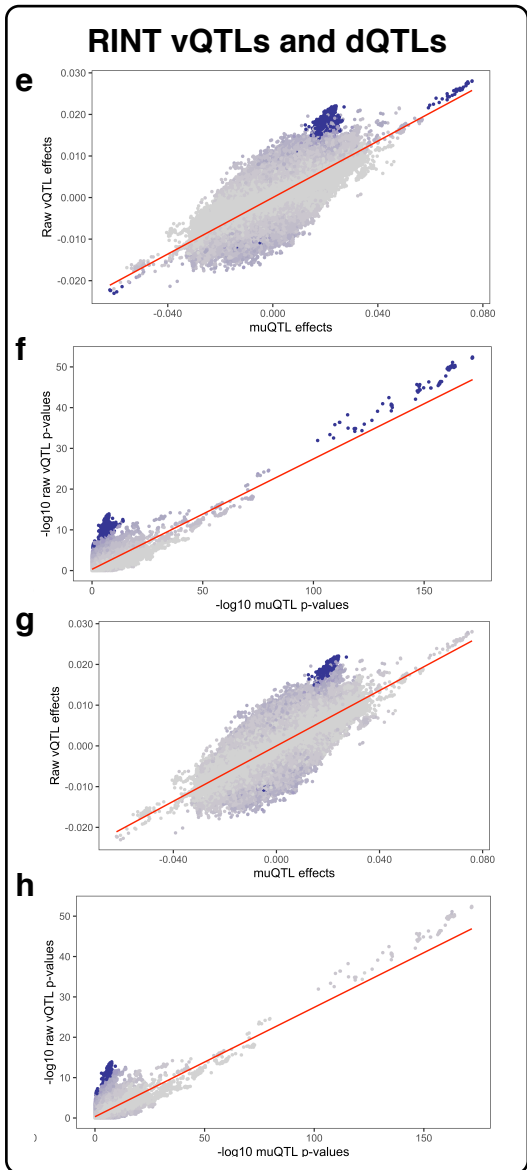 RINT vQTLs and dQTLs
e
0.030
0.020
0.010
0.000
-0.010
-0.020
Raw vQTL effects
-0.040 0.000 0.040 0.080
muQTL effects
f
50
40
30
20
10
0
-log10 raw vQTL p-values
0 50 100 150
-log10 muQTL p-values
g
0.030
0.020
0.010
0.000
-0.010
-0.020
Raw vQTL effects
-0.040 0.000 0.040 0.080
muQTL effects
h
50
40
30
20
10
0
-log10 raw vQTL p-values
0 50 100 150
-log10 muQTL p-values